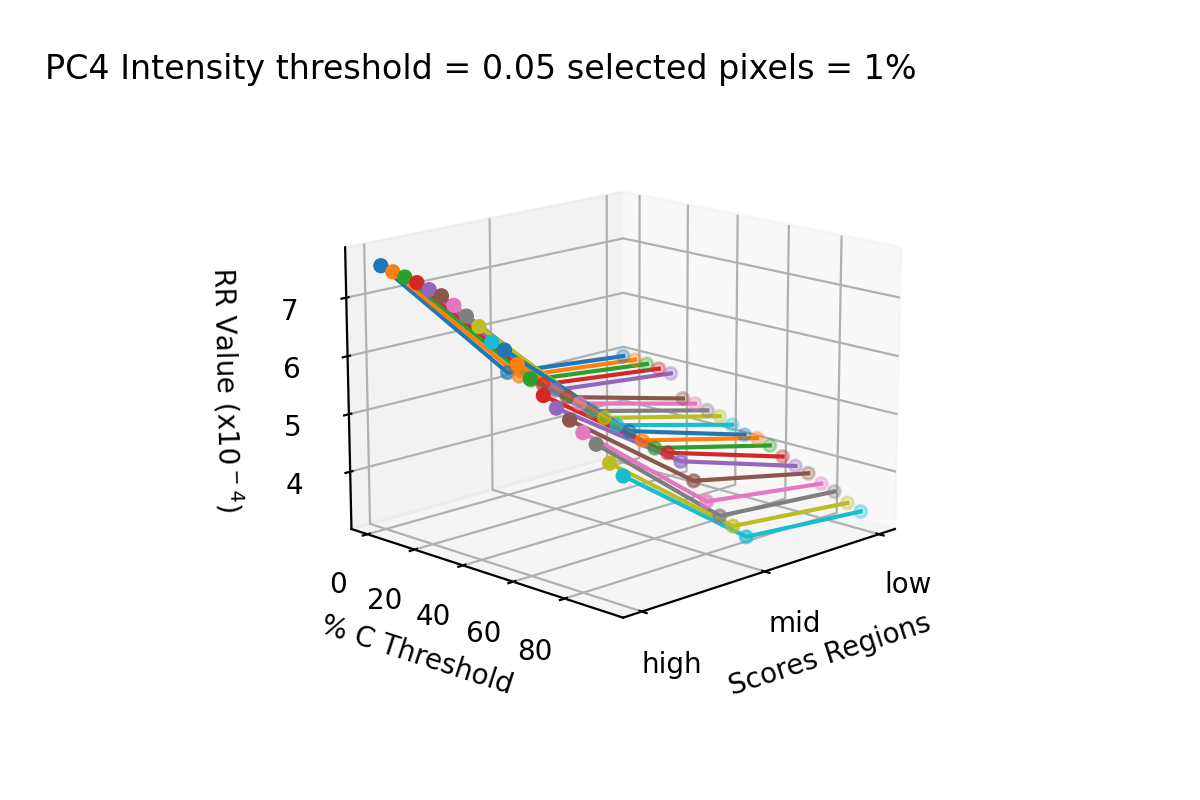 PC4 Intensity threshold = 0.05 selected pixels = 1%
RR Value (x10⁻⁴)
7
6
5
4
0
20
40
60
80
% C Threshold
high
mid
low
Scores Regions